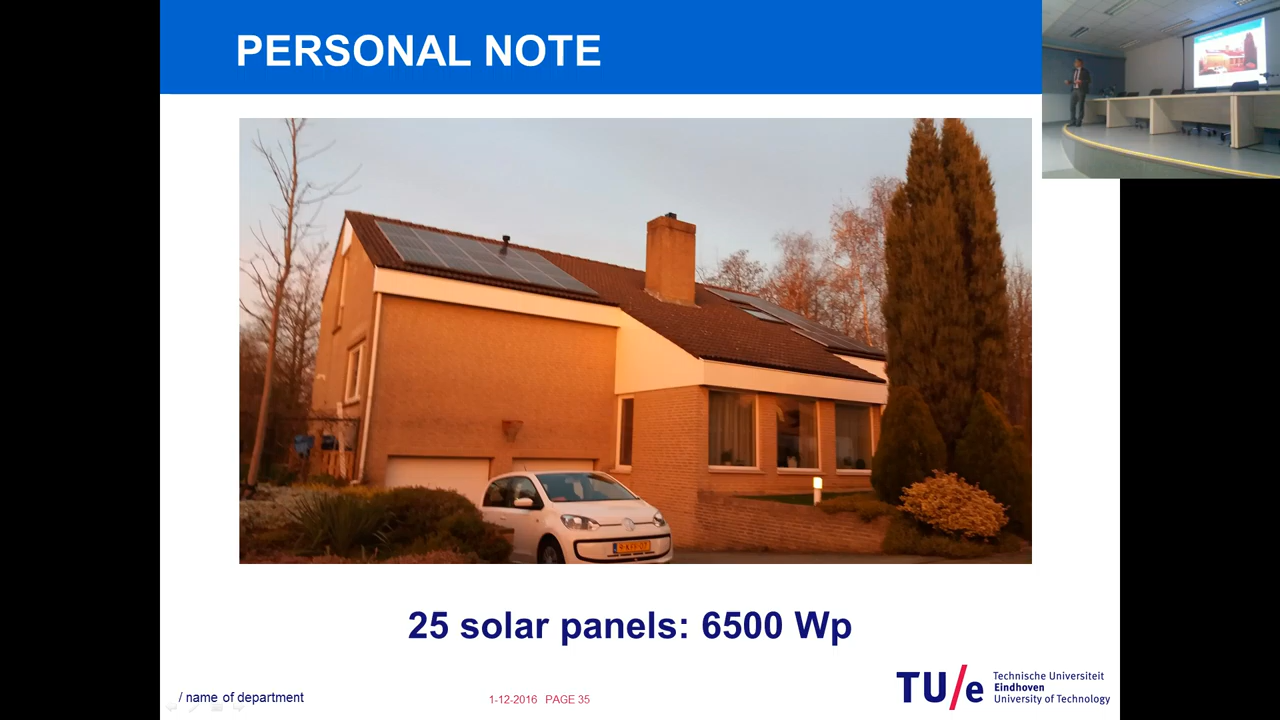 PERSONAL NOTE
25 solar panels: 6500 Wp
/ name of department
1-12-2016 PAGE 35
TU/e
Technische Universiteit
Eindhoven
University of Technology